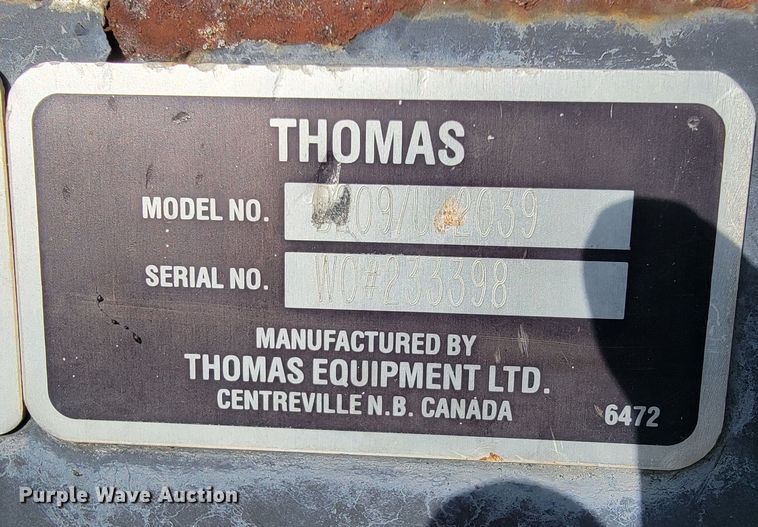 THOMAS
MODEL NO.
SERIAL NO. WO#233398
MANUFACTURED BY
THOMAS EQUIPMENT LTD.
CENTREVILLE N.B. CANADA 6472
Purple Wave Auction